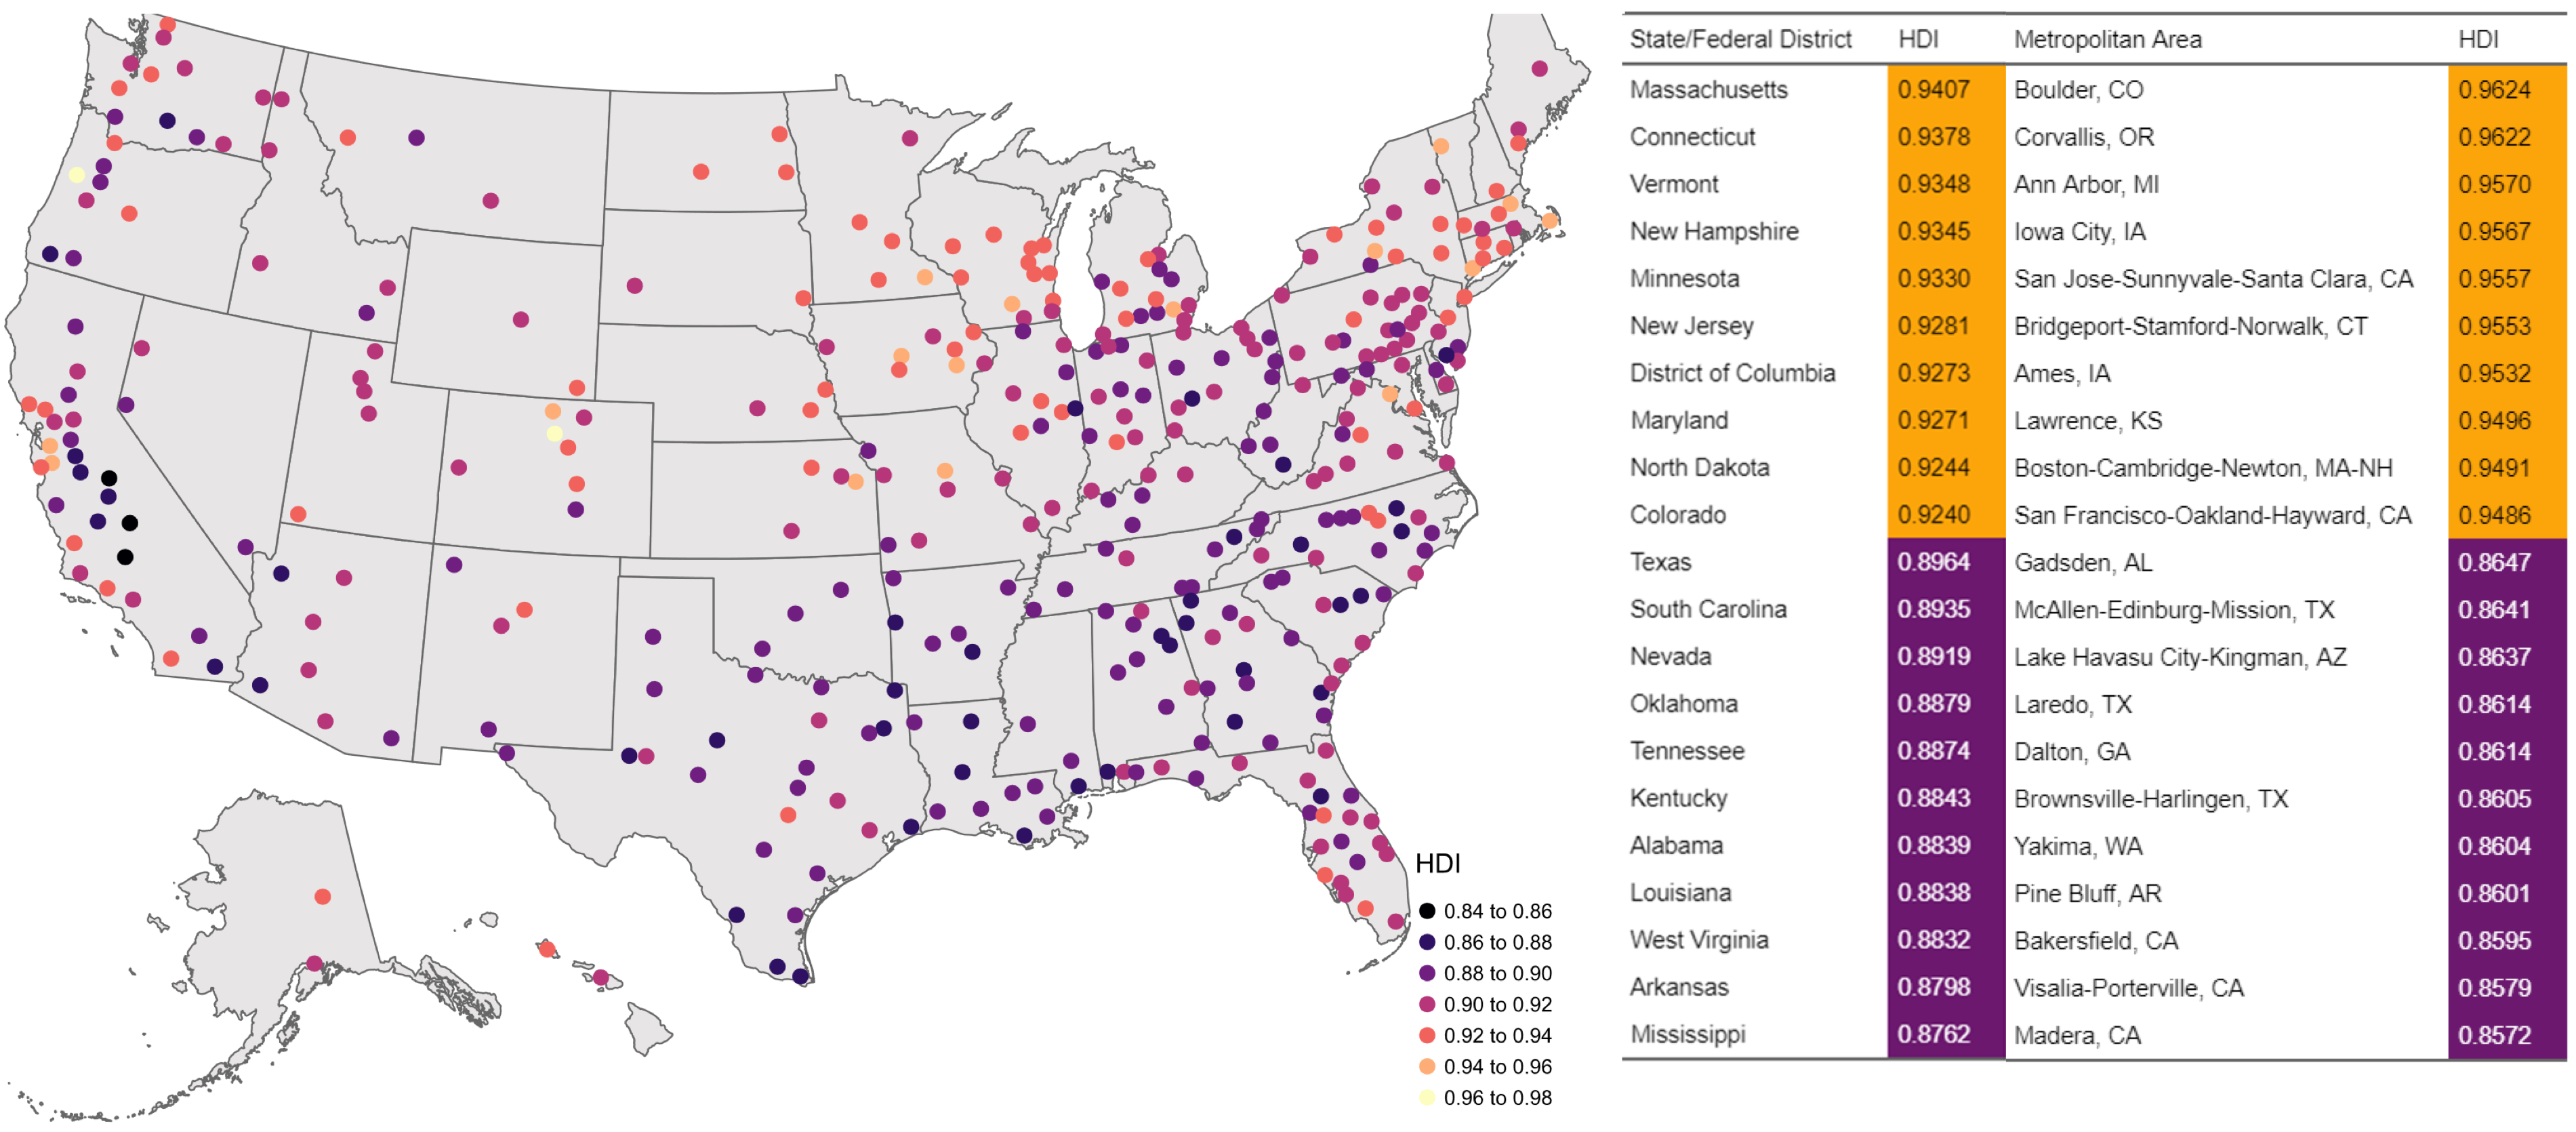 HDI
0.84 to 0.86
0.86 to 0.88
0.88 to 0.90
0.90 to 0.92
0.92 to 0.94
0.94 to 0.96
0.96 to 0.98
State/Federal District HDI Metropolitan Area HDI
Massachusetts 0.9407 Boulder, CO 0.9624
Connecticut 0.9378 Corvallis, OR 0.9622
Vermont 0.9348 Ann Arbor, MI 0.9570
New Hampshire 0.9345 Iowa City, IA 0.9567
Minnesota 0.9330 San Jose-Sunnyvale-Santa Clara, CA 0.9557
New Jersey 0.9281 Bridgeport-Stamford-Norwalk, CT 0.9553
District of Columbia 0.9273 Ames, IA 0.9532
Maryland 0.9271 Lawrence, KS 0.9496
North Dakota 0.9244 Boston-Cambridge-Newton, MA-NH 0.9491
Colorado 0.9240 San Francisco-Oakland-Hayward, CA 0.9486
Texas 0.8964 Gadsden, AL 0.8647
South Carolina 0.8935 McAllen-Edinburg-Mission, TX 0.8641
Nevada 0.8919 Lake Havasu City-Kingman, AZ 0.8637
Oklahoma 0.8879 Laredo, TX 0.8614
Tennessee 0.8874 Dalton, GA 0.8614
Kentucky 0.8843 Brownsville-Harlingen, TX 0.8605
Alabama 0.8839 Yakima, WA 0.8604
Louisiana 0.8838 Pine Bluff, AR 0.8601
West Virginia 0.8832 Bakersfield, CA 0.8595
Arkansas 0.8798 Visalia-Porterville, CA 0.8579
Mississippi 0.8762 Madera, CA 0.8572